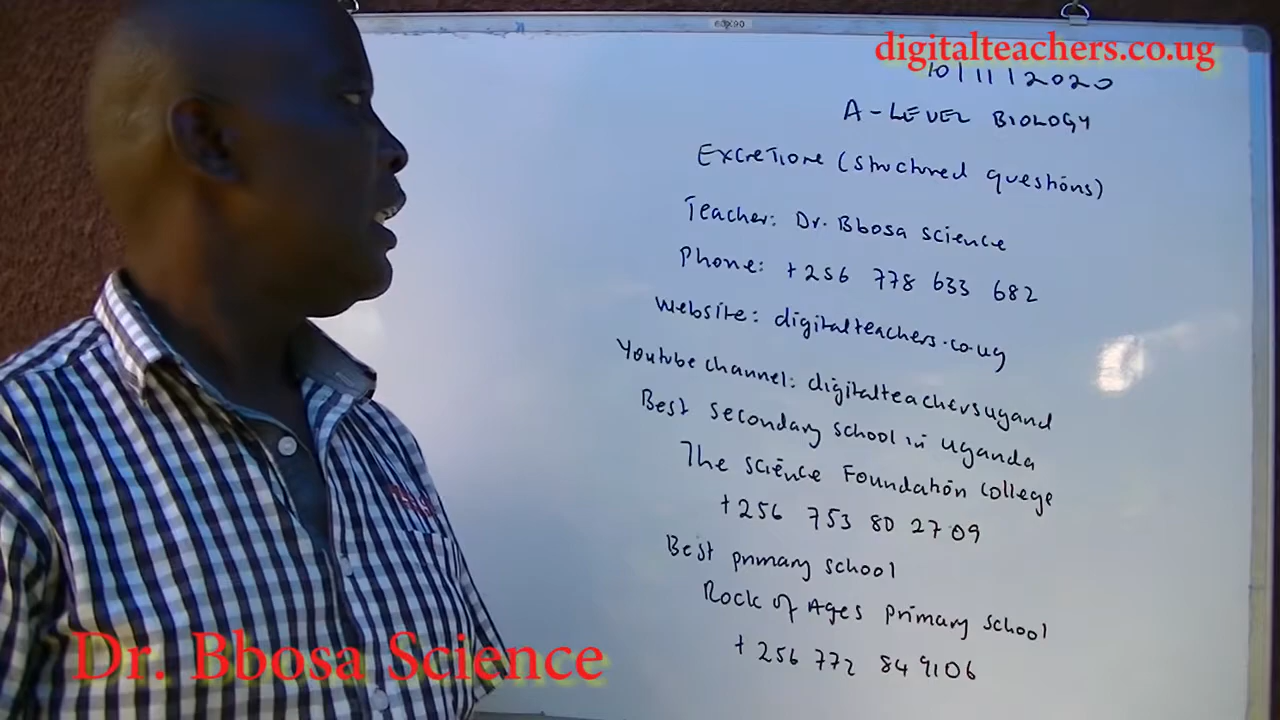 60x90
digitalteachers.co.ug
10/11/2020
A-LEVEL BIOLOGY
Excretione (structured questions)
Teacher: Dr. Bbosa science
Phone: +256 778 633 682
Website: digitalteachers.co.ug
Youtube channel: digitalteachersugand
Best secondary school in uganda
The science Foundation College
+256 753 80 27 09
Best primary school
Rock of Ages primary school
+256 772 84 9106
Dr. Bbosa Science